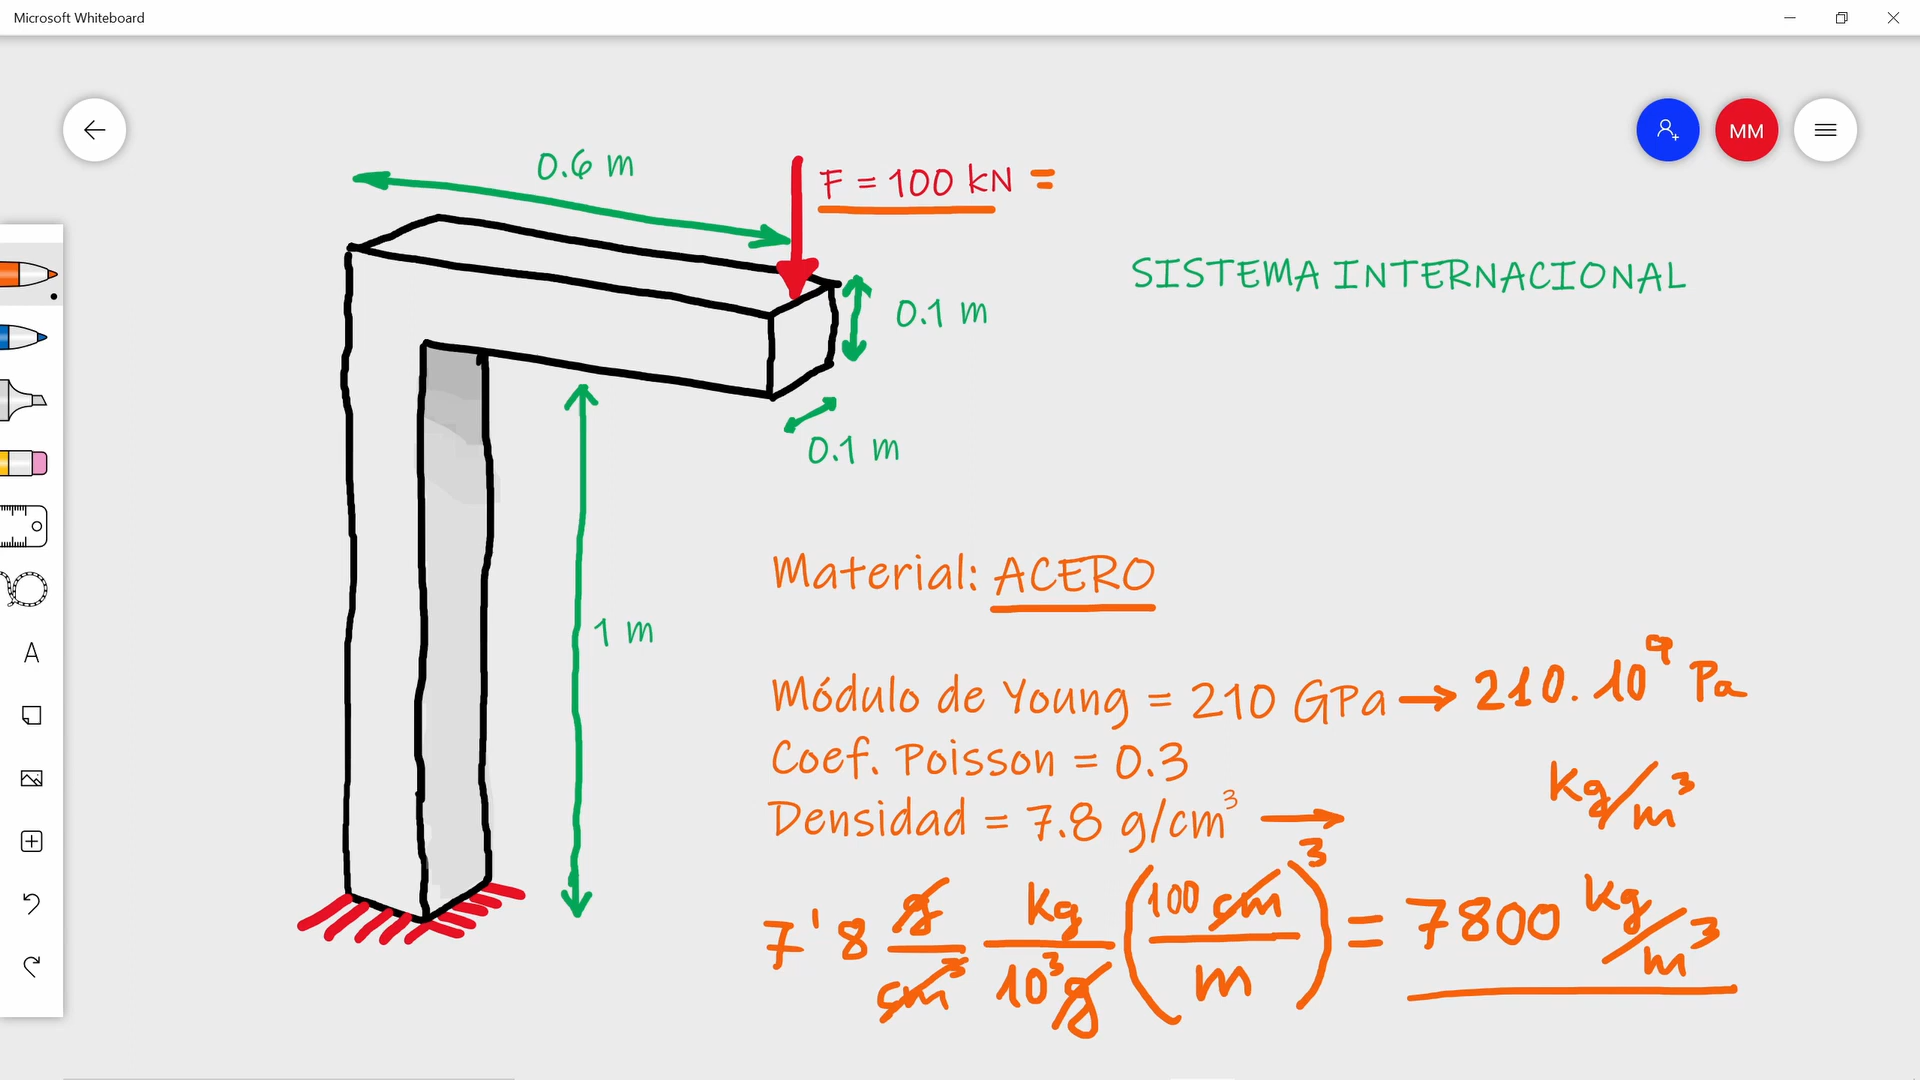 Microsoft Whiteboard
MM
0.6 m
F = 100 kN =
SISTEMA INTERNACIONAL
0.1 m
0.1 m
1 m
Material: ACERO
Módulo de Young = 210 GPa → 210. 10⁹ Pa
Coef. Poisson = 0.3
Kg/m³
Densidad = 7.8 g/cm³ →
7'8 g/cm³ Kg/10³g (100 cm/m)³ = 7800 Kg/m³
A